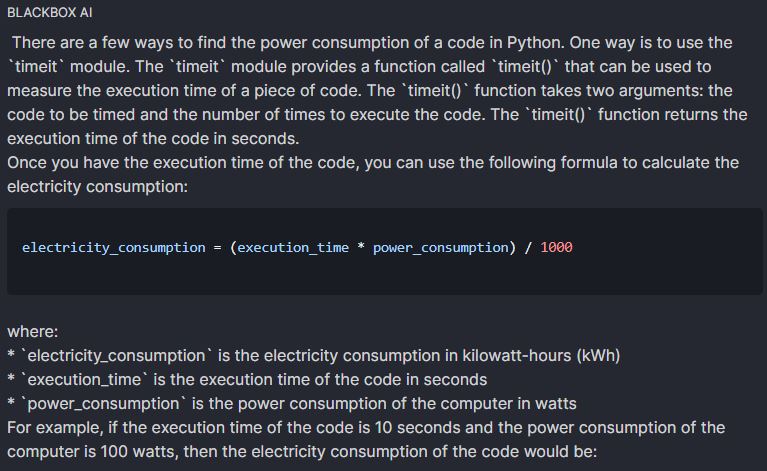 BLACKBOX AI
There are a few ways to find the power consumption of a code in Python. One way is to use the
`timeit` module. The `timeit` module provides a function called `timeit()` that can be used to
measure the execution time of a piece of code. The `timeit()` function takes two arguments: the
code to be timed and the number of times to execute the code. The `timeit()` function returns the
execution time of the code in seconds.
Once you have the execution time of the code, you can use the following formula to calculate the
electricity consumption:
electricity_consumption = (execution_time * power_consumption) / 1000
where:
* `electricity_consumption` is the electricity consumption in kilowatt-hours (kWh)
* `execution_time` is the execution time of the code in seconds
* `power_consumption` is the power consumption of the computer in watts
For example, if the execution time of the code is 10 seconds and the power consumption of the
computer is 100 watts, then the electricity consumption of the code would be: